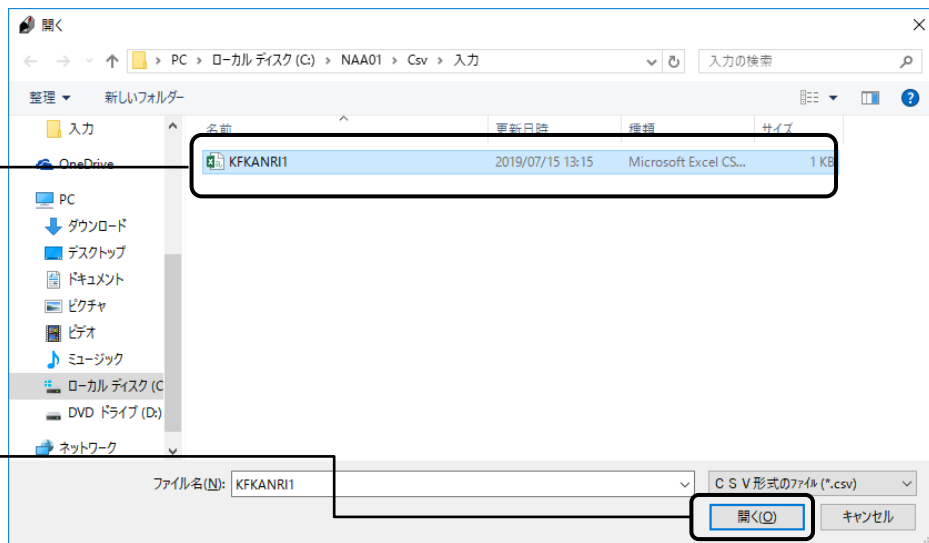 開く
PC › ローカル ディスク (C:) › NAA01 › Csv › 入力
入力の検索
整理 ▼ 新しいフォルダー
名前 更新日時 種類 サイズ
KFKANRI1 2019/07/15 13:15 Microsoft Excel CS... 1 KB
入力
OneDrive
PC
ダウンロード
デスクトップ
ドキュメント
ピクチャ
ビデオ
ミュージック
ローカル ディスク (C
DVD ドライブ (D:)
ネットワーク
ファイル名(N): KFKANRI1 ＣＳＶ形式のﾌｧｲﾙ (*.csv)
開く(O) キャンセル